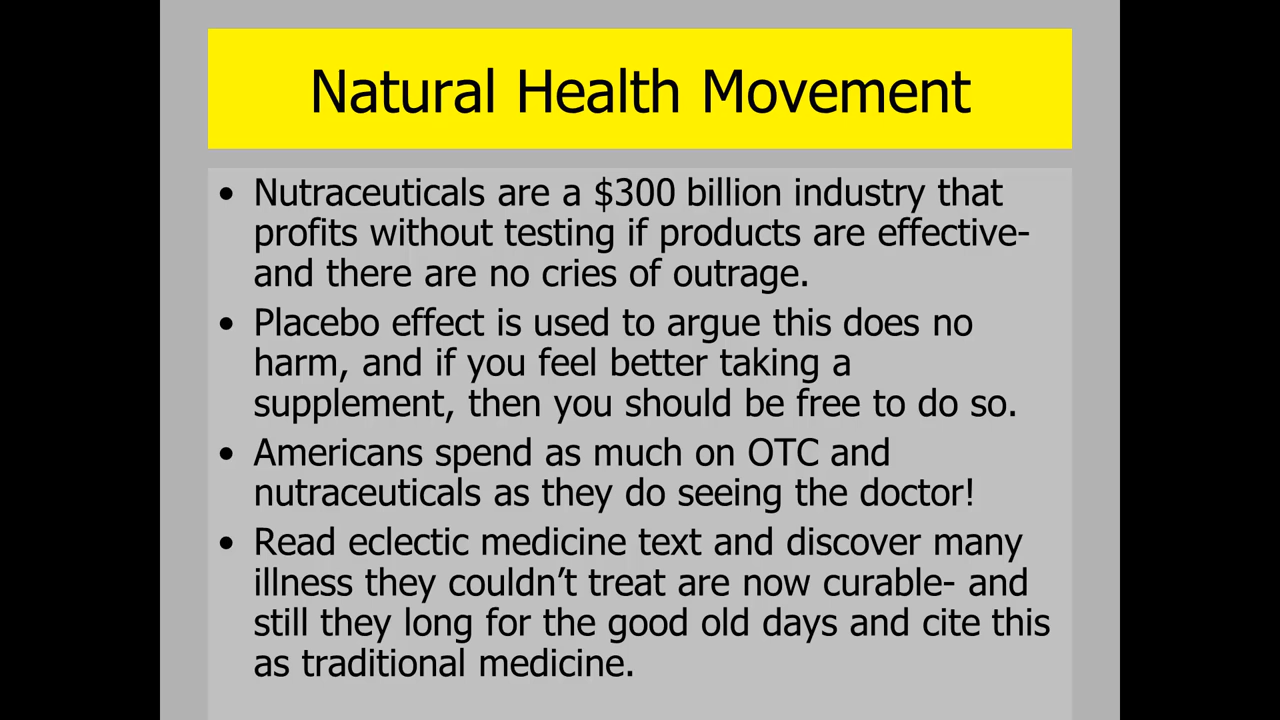 Natural Health Movement
• Nutraceuticals are a $300 billion industry that
profits without testing if products are effective-
and there are no cries of outrage.
• Placebo effect is used to argue this does no
harm, and if you feel better taking a
supplement, then you should be free to do so.
• Americans spend as much on OTC and
nutraceuticals as they do seeing the doctor!
• Read eclectic medicine text and discover many
illness they couldn’t treat are now curable- and
still they long for the good old days and cite this
as traditional medicine.